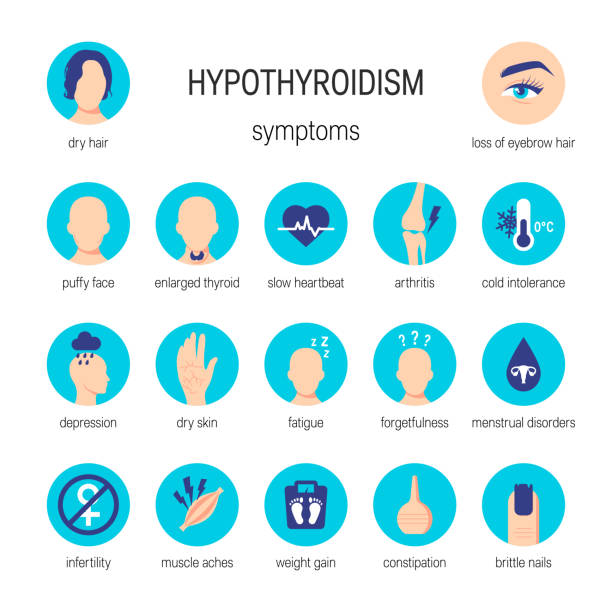 HYPOTHYROIDISM
symptoms
dry hair
loss of eyebrow hair
puffy face
enlarged thyroid
slow heartbeat
arthritis
0°C
cold intolerance
depression
dry skin
z z
z
fatigue
? ? ?
forgetfulness
menstrual disorders
infertility
muscle aches
weight gain
constipation
brittle nails